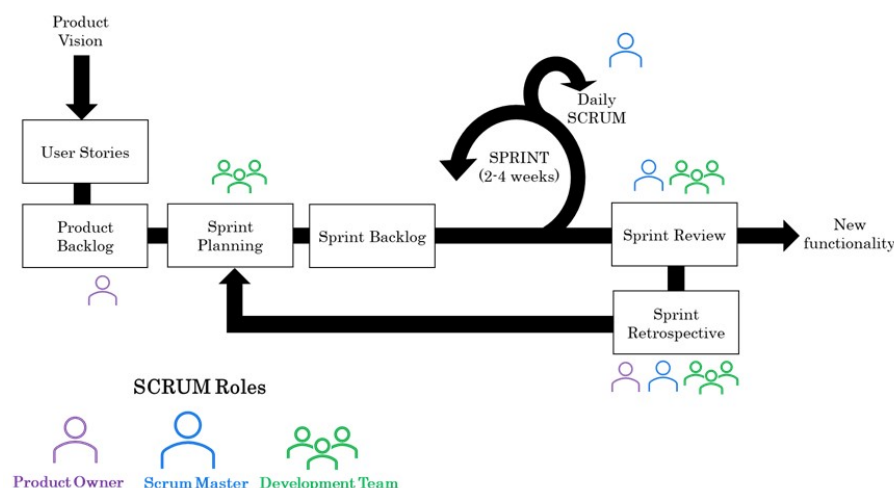 Product
Vision
User Stories
Product
Backlog
Sprint
Planning
Sprint Backlog
SPRINT
(2-4 weeks)
Daily
SCRUM
Sprint Review
New
functionality
Sprint
Retrospective
SCRUM Roles
Product Owner
Scrum Master
Development Team